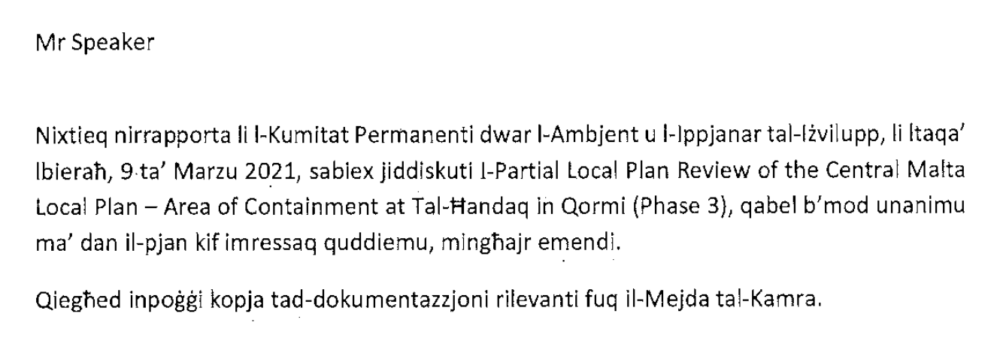 Mr Speaker
Nixtieq nirrapporta li l-Kumitat Permanenti dwar l-Ambjent u l-Ippjanar tal-Iżvilupp, li ltaqa'
lbieraħ, 9 ta' Marzu 2021, sabiex jiddiskuti l-Partial Local Plan Review of the Central Malta
Local Plan – Area of Containment at Tal-Ħandaq in Qormi (Phase 3), qabel b'mod unanimu
ma' dan il-pjan kif imressaq quddiemu, mingħajr emendi.
Qiegħed inpoġġi kopja tad-dokumentazzjoni rilevanti fuq il-Mejda tal-Kamra.